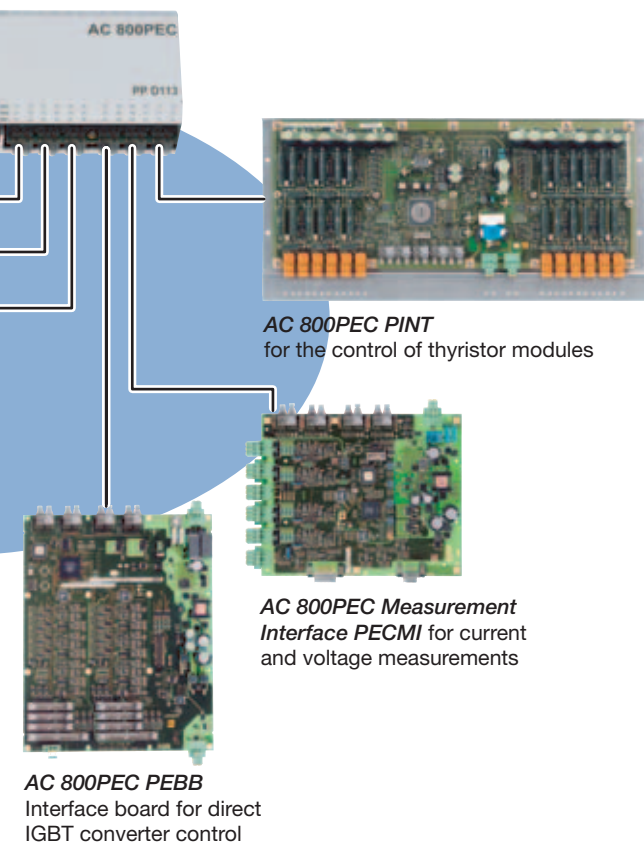 AC 800PEC
PP D113
AC 800PEC PINT
for the control of thyristor modules
AC 800PEC Measurement
Interface PECMI for current
and voltage measurements
AC 800PEC PEBB
Interface board for direct
IGBT converter control